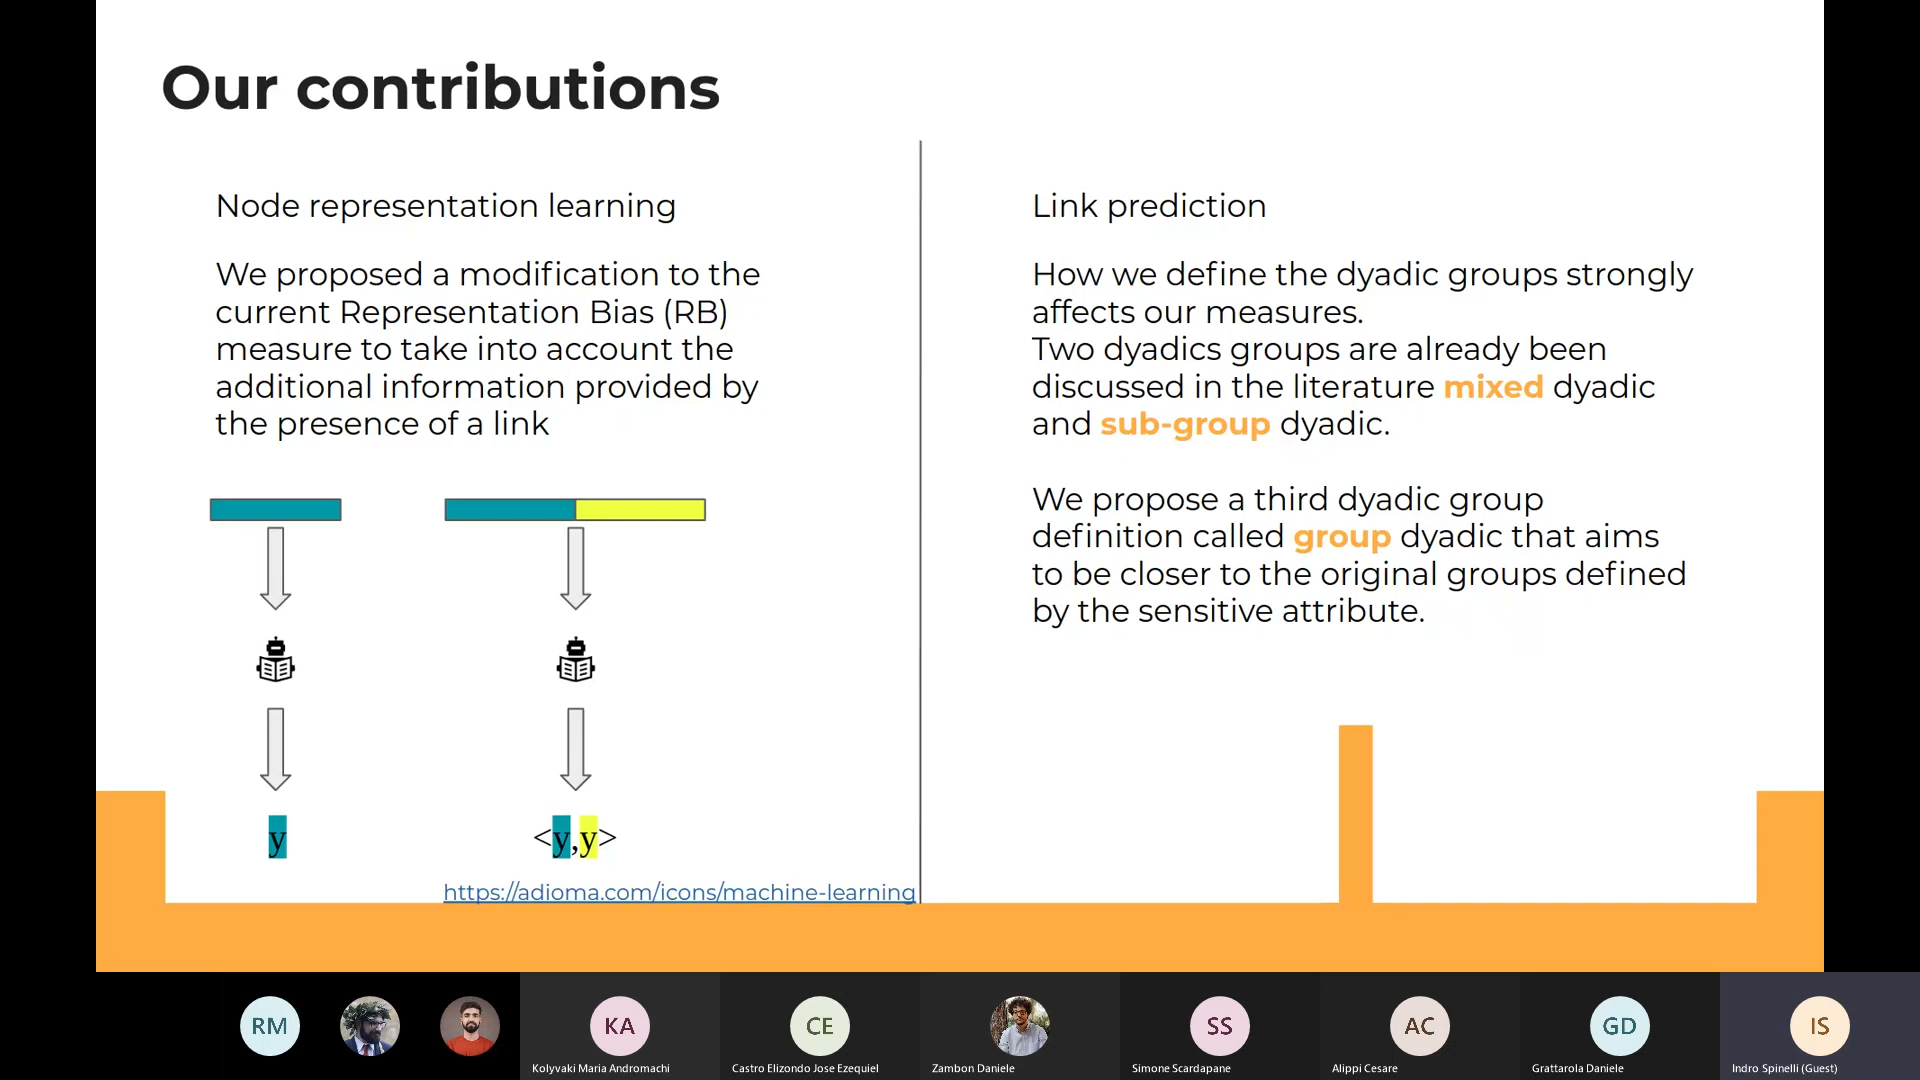 Our contributions
Node representation learning
We proposed a modification to the
current Representation Bias (RB)
measure to take into account the
additional information provided by
the presence of a link
y
<y,y>
https://adioma.com/icons/machine-learning
Link prediction
How we define the dyadic groups strongly
affects our measures.
Two dyadics groups are already been
discussed in the literature mixed dyadic
and sub-group dyadic.
We propose a third dyadic group
definition called group dyadic that aims
to be closer to the original groups defined
by the sensitive attribute.
RM
KA
CE
SS
AC
GD
IS
Kolyvaki Maria Andromachi
Castro Elizondo Jose Ezequiel
Zambon Daniele
Simone Scardapane
Alippi Cesare
Grattarola Daniele
Indro Spinelli (Guest)